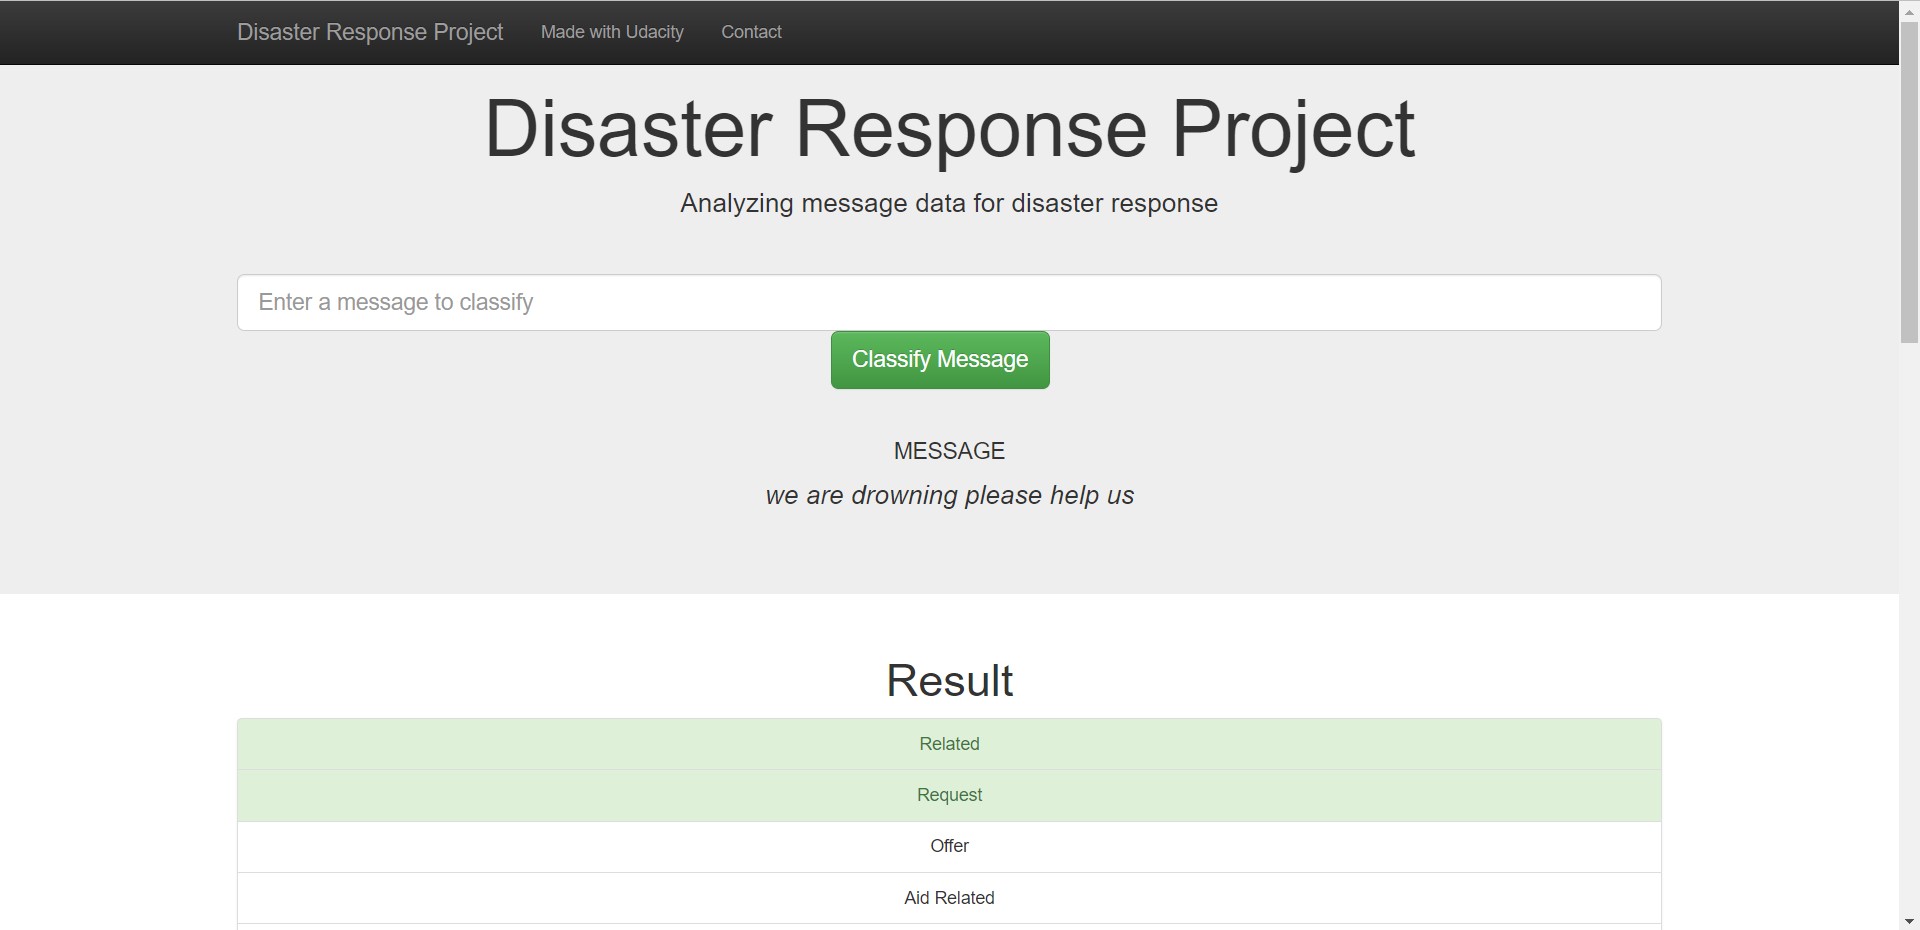 Disaster Response Project Made with Udacity Contact
Disaster Response Project
Analyzing message data for disaster response
Enter a message to classify
Classify Message
MESSAGE
we are drowning please help us
Result
Related
Request
Offer
Aid Related